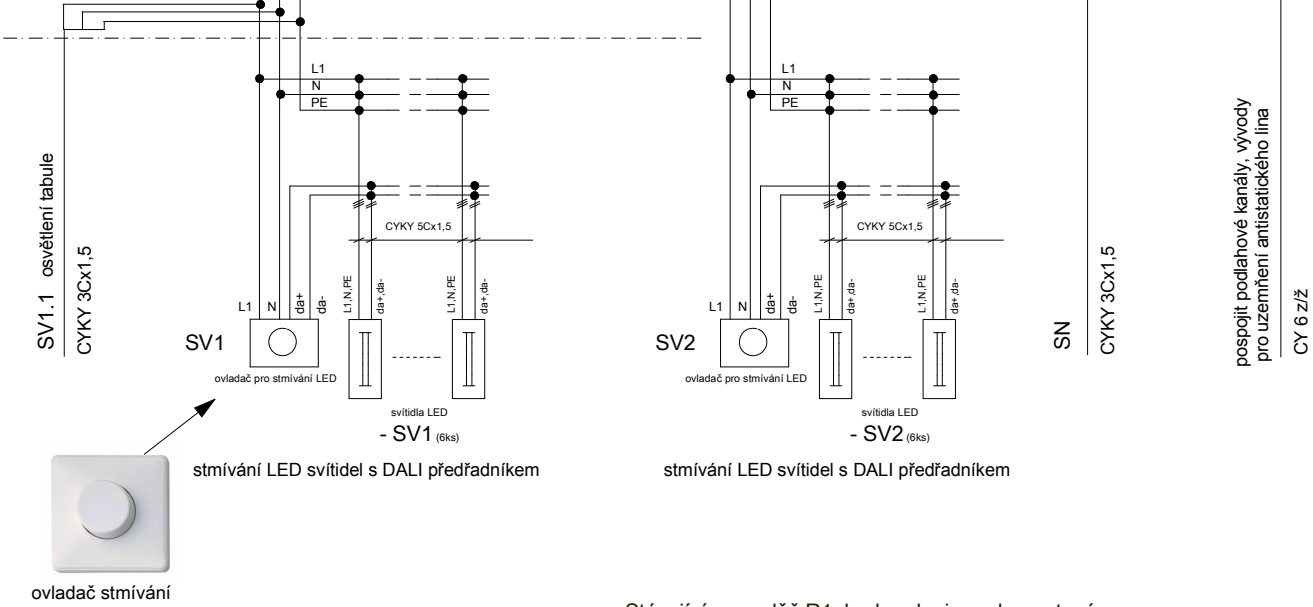 L1
N
PE
L1
N
PE
SV1.1 osvětlení tabule
CYKY 3Cx1,5
CYKY 5Cx1,5
L1,N,PE
da+,da-
L1,N,PE
da+,da-
L1 N da+ da-
SV1
ovladač pro stmívání LED
svítidla LED
- SV1 (6ks)
stmívání LED svítidel s DALI předřadníkem
ovladač stmívání
CYKY 5Cx1,5
L1,N,PE
da+,da-
L1,N,PE
da+,da-
L1 N da+ da-
SV2
ovladač pro stmívání LED
svítidla LED
- SV2 (6ks)
stmívání LED svítidel s DALI předřadníkem
SN
CYKY 3Cx1,5
pospojit podlahové kanály, vývody
pro uzemňení antistatického lina
CY 6 z/ž